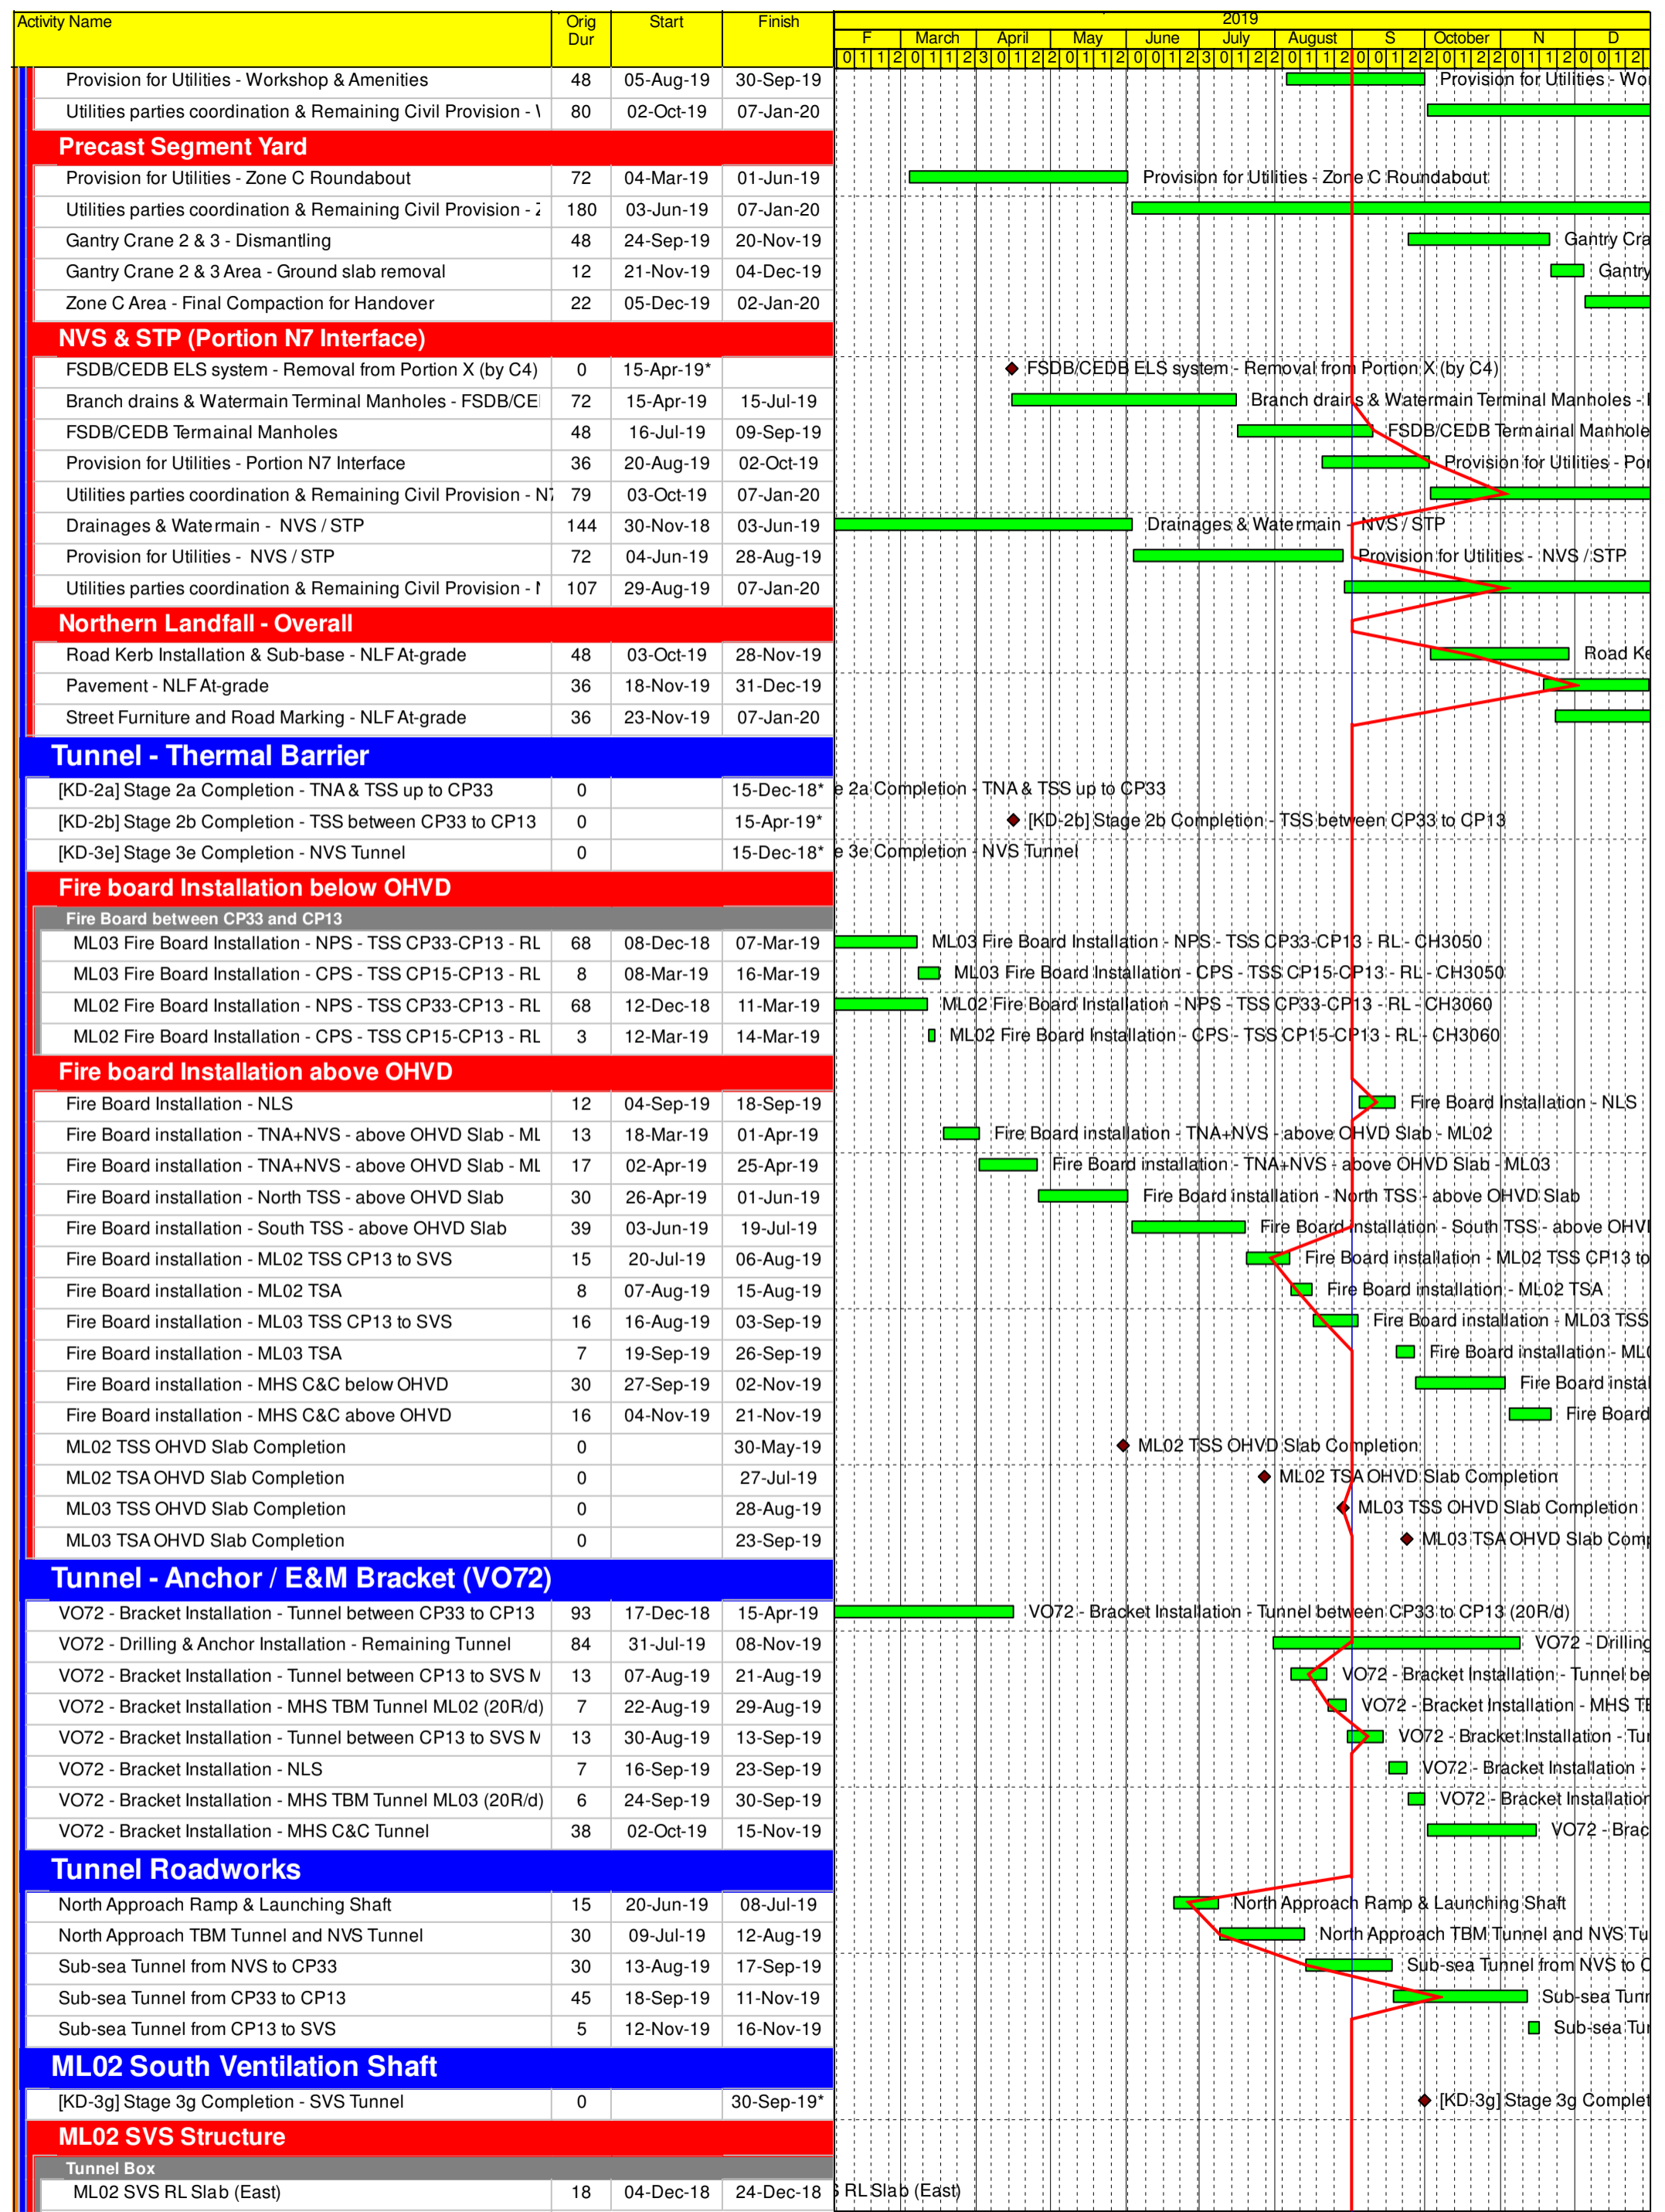 Activity Name Orig Dur Start Finish 2019
F March April May June July August S October N D
Provision for Utilities - Workshop & Amenities 48 05-Aug-19 30-Sep-19 Provision for Utilities - Wo
Utilities parties coordination & Remaining Civil Provision - 80 02-Oct-19 07-Jan-20
Precast Segment Yard
Provision for Utilities - Zone C Roundabout 72 04-Mar-19 01-Jun-19 Provision for Utilities - Zone C Roundabout
Utilities parties coordination & Remaining Civil Provision - 180 03-Jun-19 07-Jan-20
Gantry Crane 2 & 3 - Dismantling 48 24-Sep-19 20-Nov-19 Gantry Cra
Gantry Crane 2 & 3 Area - Ground slab removal 12 21-Nov-19 04-Dec-19 Gantry
Zone C Area - Final Compaction for Handover 22 05-Dec-19 02-Jan-20
NVS & STP (Portion N7 Interface)
FSDB/CEDB ELS system - Removal from Portion X (by C4) 0 15-Apr-19* FSDB/CEDB ELS system - Removal from Portion X (by C4)
Branch drains & Watermain Terminal Manholes - FSDB/CE 72 15-Apr-19 15-Jul-19 Branch drains & Watermain Terminal Manholes -
FSDB/CEDB Termainal Manholes 48 16-Jul-19 09-Sep-19 FSDB/CEDB Termainal Manhole
Provision for Utilities - Portion N7 Interface 36 20-Aug-19 02-Oct-19 Provision for Utilities - Por
Utilities parties coordination & Remaining Civil Provision - N7 79 03-Oct-19 07-Jan-20
Drainages & Watermain - NVS / STP 144 30-Nov-18 03-Jun-19 Drainages & Watermain - NVS / STP
Provision for Utilities - NVS / STP 72 04-Jun-19 28-Aug-19 Provision for Utilities - NVS / STP
Utilities parties coordination & Remaining Civil Provision - 107 29-Aug-19 07-Jan-20
Northern Landfall - Overall
Road Kerb Installation & Sub-base - NLF At-grade 48 03-Oct-19 28-Nov-19 Road Ke
Pavement - NLF At-grade 36 18-Nov-19 31-Dec-19
Street Furniture and Road Marking - NLF At-grade 36 23-Nov-19 07-Jan-20
Tunnel - Thermal Barrier
[KD-2a] Stage 2a Completion - TNA & TSS up to CP33 0 15-Dec-18* e 2a Completion - TNA & TSS up to CP33
[KD-2b] Stage 2b Completion - TSS between CP33 to CP13 0 15-Apr-19* [KD-2b] Stage 2b Completion - TSS between CP33 to CP13
[KD-3e] Stage 3e Completion - NVS Tunnel 0 15-Dec-18* e 3e Completion - NVS Tunnel
Fire board Installation below OHVD
Fire Board between CP33 and CP13
ML03 Fire Board Installation - NPS - TSS CP33-CP13 - RL 68 08-Dec-18 07-Mar-19 ML03 Fire Board Installation - NPS - TSS CP33-CP13 - RL - CH3050
ML03 Fire Board Installation - CPS - TSS CP15-CP13 - RL 8 08-Mar-19 16-Mar-19 ML03 Fire Board Installation - CPS - TSS CP15-CP13 - RL - CH3050
ML02 Fire Board Installation - NPS - TSS CP33-CP13 - RL 68 12-Dec-18 11-Mar-19 ML02 Fire Board Installation - NPS - TSS CP33-CP13 - RL - CH3060
ML02 Fire Board Installation - CPS - TSS CP15-CP13 - RL 3 12-Mar-19 14-Mar-19 ML02 Fire Board Installation - CPS - TSS CP15-CP13 - RL - CH3060
Fire board Installation above OHVD
Fire Board Installation - NLS 12 04-Sep-19 18-Sep-19 Fire Board Installation - NLS
Fire Board installation - TNA+NVS - above OHVD Slab - ML 13 18-Mar-19 01-Apr-19 Fire Board installation - TNA+NVS - above OHVD Slab - ML02
Fire Board installation - TNA+NVS - above OHVD Slab - ML 17 02-Apr-19 25-Apr-19 Fire Board installation - TNA+NVS - above OHVD Slab - ML03
Fire Board installation - North TSS - above OHVD Slab 30 26-Apr-19 01-Jun-19 Fire Board installation - North TSS - above OHVD Slab
Fire Board installation - South TSS - above OHVD Slab 39 03-Jun-19 19-Jul-19 Fire Board installation - South TSS - above OHV
Fire Board installation - ML02 TSS CP13 to SVS 15 20-Jul-19 06-Aug-19 Fire Board installation - ML02 TSS CP13 to
Fire Board installation - ML02 TSA 8 07-Aug-19 15-Aug-19 Fire Board installation - ML02 TSA
Fire Board installation - ML03 TSS CP13 to SVS 16 16-Aug-19 03-Sep-19 Fire Board installation - ML03 TSS
Fire Board installation - ML03 TSA 7 19-Sep-19 26-Sep-19 Fire Board installation - ML
Fire Board installation - MHS C&C below OHVD 30 27-Sep-19 02-Nov-19 Fire Board instal
Fire Board installation - MHS C&C above OHVD 16 04-Nov-19 21-Nov-19 Fire Board
ML02 TSS OHVD Slab Completion 0 30-May-19 ML02 TSS OHVD Slab Completion
ML02 TSA OHVD Slab Completion 0 27-Jul-19 ML02 TSA OHVD Slab Completion
ML03 TSS OHVD Slab Completion 0 28-Aug-19 ML03 TSS OHVD Slab Completion
ML03 TSA OHVD Slab Completion 0 23-Sep-19 ML03 TSA OHVD Slab Com
Tunnel - Anchor / E&M Bracket (VO72)
VO72 - Bracket Installation - Tunnel between CP33 to CP13 93 17-Dec-18 15-Apr-19 VO72 - Bracket Installation - Tunnel between CP33 to CP13 (20R/d)
VO72 - Drilling & Anchor Installation - Remaining Tunnel 84 31-Jul-19 08-Nov-19 VO72 - Drilling
VO72 - Bracket Installation - Tunnel between CP13 to SVS 13 07-Aug-19 21-Aug-19 VO72 - Bracket Installation - Tunnel be
VO72 - Bracket Installation - MHS TBM Tunnel ML02 (20R/d) 7 22-Aug-19 29-Aug-19 VO72 - Bracket Installation - MHS TB
VO72 - Bracket Installation - Tunnel between CP13 to SVS 13 30-Aug-19 13-Sep-19 VO72 - Bracket Installation - Tun
VO72 - Bracket Installation - NLS 7 16-Sep-19 23-Sep-19 VO72 - Bracket Installation -
VO72 - Bracket Installation - MHS TBM Tunnel ML03 (20R/d) 6 24-Sep-19 30-Sep-19 VO72 - Bracket Installation
VO72 - Bracket Installation - MHS C&C Tunnel 38 02-Oct-19 15-Nov-19 VO72 - Brac
Tunnel Roadworks
North Approach Ramp & Launching Shaft 15 20-Jun-19 08-Jul-19 North Approach Ramp & Launching Shaft
North Approach TBM Tunnel and NVS Tunnel 30 09-Jul-19 12-Aug-19 North Approach TBM Tunnel and NVS Tu
Sub-sea Tunnel from NVS to CP33 30 13-Aug-19 17-Sep-19 Sub-sea Tunnel from NVS to C
Sub-sea Tunnel from CP33 to CP13 45 18-Sep-19 11-Nov-19 Sub-sea Tunn
Sub-sea Tunnel from CP13 to SVS 5 12-Nov-19 16-Nov-19 Sub-sea Tu
ML02 South Ventilation Shaft
[KD-3g] Stage 3g Completion - SVS Tunnel 0 30-Sep-19* [KD-3g] Stage 3g Complet
ML02 SVS Structure
Tunnel Box
ML02 SVS RL Slab (East) 18 04-Dec-18 24-Dec-18 S RL Slab (East)